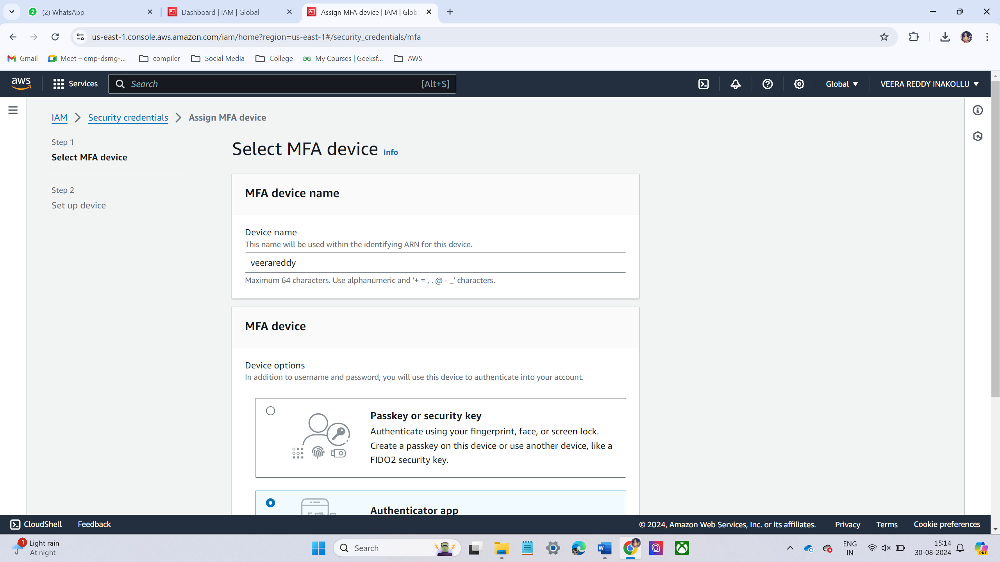 2
(2) WhatsApp
Dashboard | IAM | Global
Assign MFA device | IAM | Glob
us-east-1.console.aws.amazon.com/iam/home?region=us-east-1#/security_credentials/mfa
Gmail
Meet – emp-dsmg-...
compiler
Social Media
College
My Courses | Geeksf...
AWS
aws
Services
Search
[Alt+S]
Global
VEERA REDDY INAKOLLU
IAM
Security credentials
Assign MFA device
Step 1
Select MFA device
Step 2
Set up device
Select MFA device Info
MFA device name
Device name
This name will be used within the identifying ARN for this device.
veerareddy
Maximum 64 characters. Use alphanumeric and '+ = , . @ - _' characters.
MFA device
Device options
In addition to username and password, you will use this device to authenticate into your account.
Passkey or security key
Authenticate using your fingerprint, face, or screen lock.
Create a passkey on this device or use another device, like a
FIDO2 security key.
Authenticator app
CloudShell
Feedback
© 2024, Amazon Web Services, Inc. or its affiliates.
Privacy
Terms
Cookie preferences
1
Light rain
At night
Search
W
ENG
IN
15:14
30-08-2024
PRE